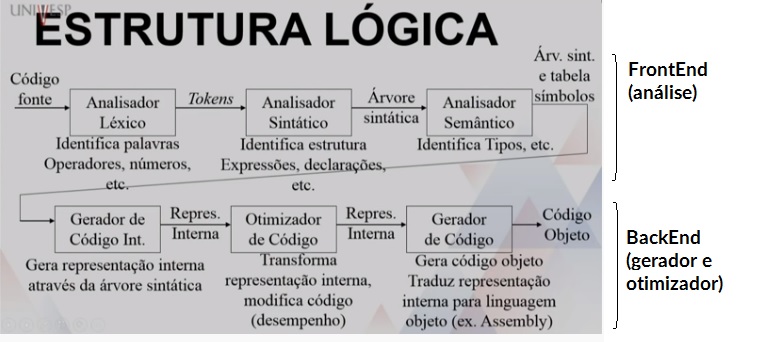 UNIVESP
ESTRUTURA LÓGICA
Código
fonte
Analisador
Léxico
Tokens
Analisador
Sintático
Árvore
sintática
Analisador
Semântico
Árv. sint.
e tabela
símbolos
FrontEnd
(análise)
Identifica palavras
Operadores, números,
etc.
Identifica estrutura
Expressões, declarações,
etc.
Identifica Tipos, etc.
Gerador de
Código Int.
Repres.
Interna
Otimizador
de Código
Repres.
Interna
Gerador
de Código
Código
Objeto
BackEnd
(gerador e
otimizador)
Gera representação interna
através da árvore sintática
Transforma
representação interna,
modifica código
(desempenho)
Gera código objeto
Traduz representação
interna para linguagem
objeto (ex. Assembly)